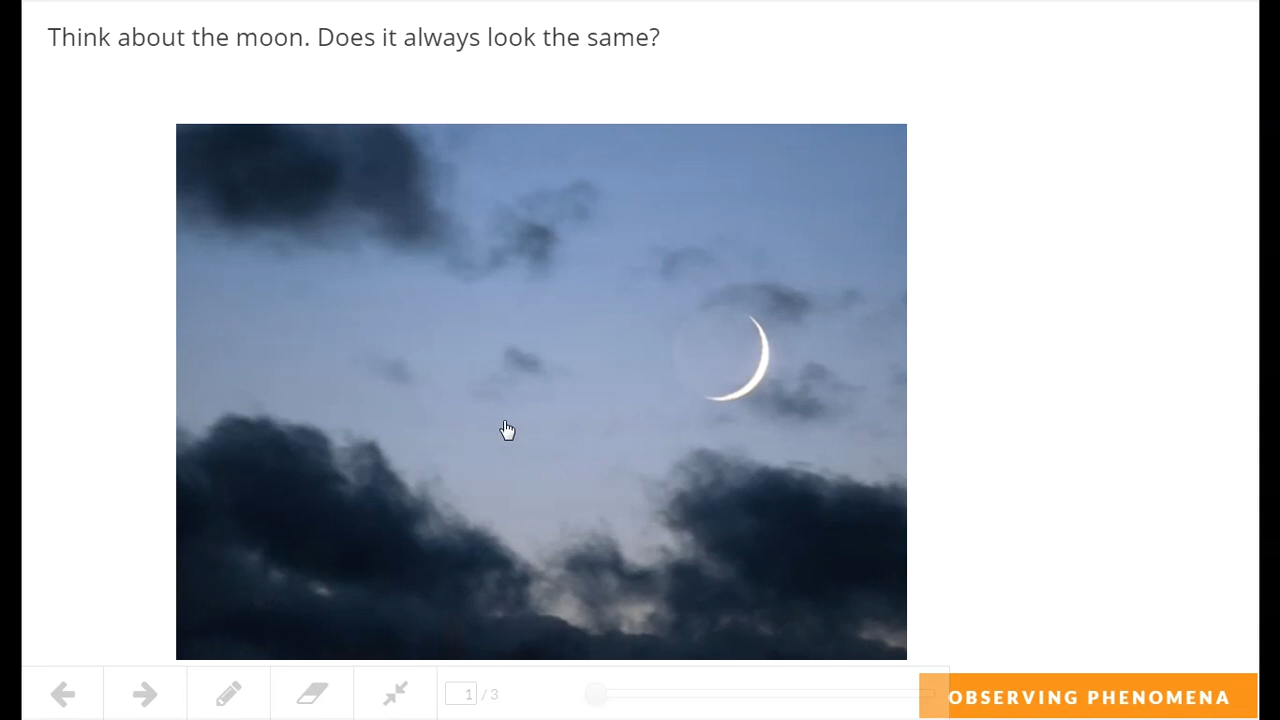 Think about the moon. Does it always look the same?
1 / 3
OBSERVING PHENOMENA